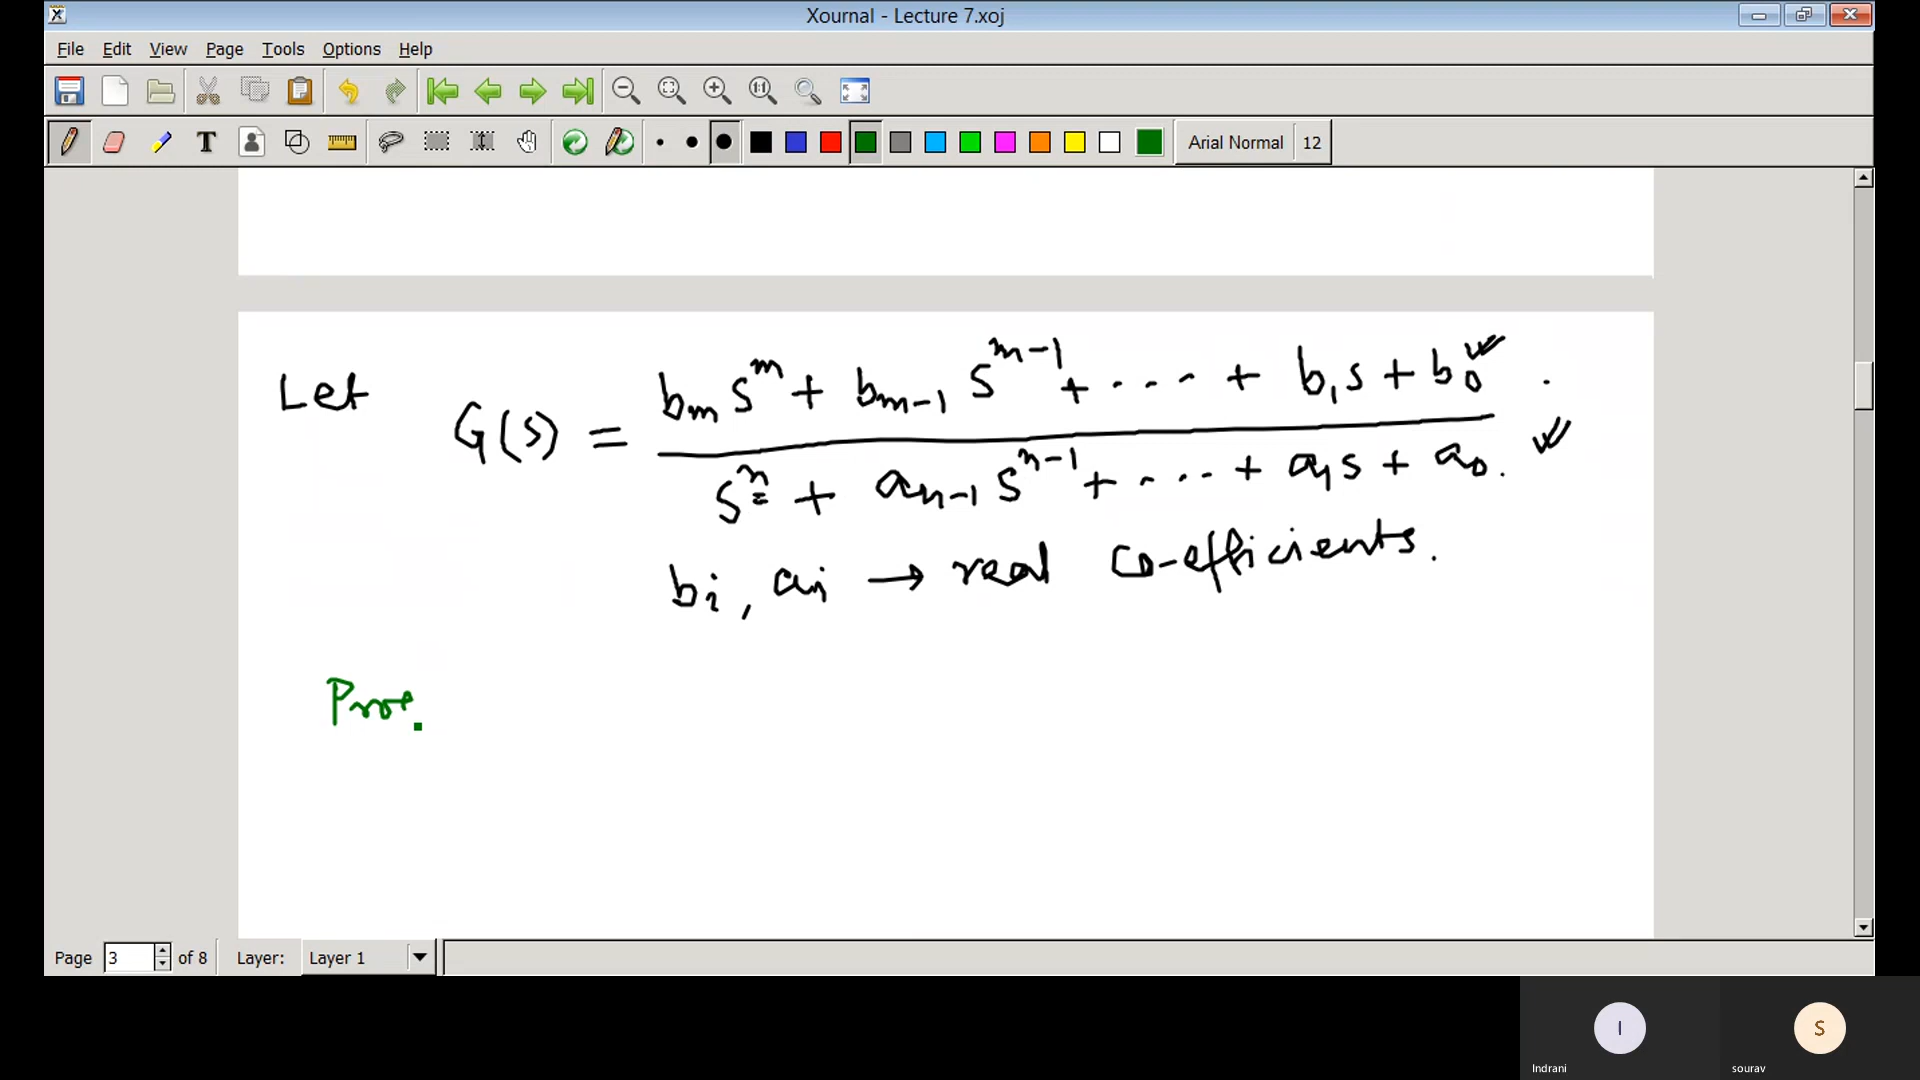 Xournal - Lecture 7.xoj
File Edit View Page Tools Options Help
Arial Normal 12
Let G(s) = \frac{b_m s^m + b_{m-1} s^{m-1} + ---- + b_1 s + b_0}{s^n + a_{n-1} s^{n-1} + ---- + a_1 s + a_0.}
b_i, a_i → real co-efficients.
Prop
Page 3 of 8 Layer: Layer 1
I S
Indrani sourav